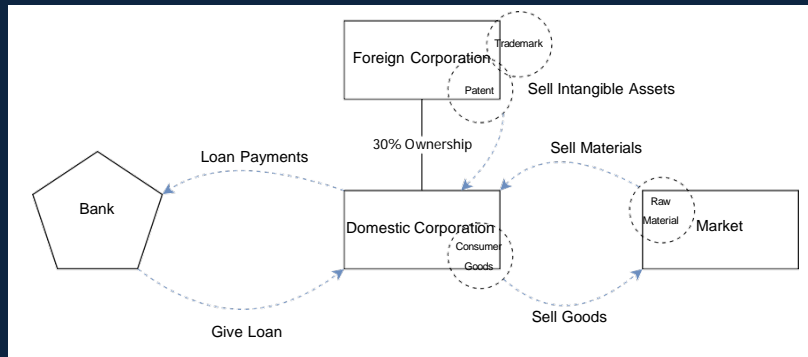 Trademark
Foreign Corporation
Patent
Sell Intangible Assets
30% Ownership
Loan Payments
Sell Materials
Bank
Raw
Material
Market
Domestic Corporation
Consumer
Goods
Give Loan
Sell Goods